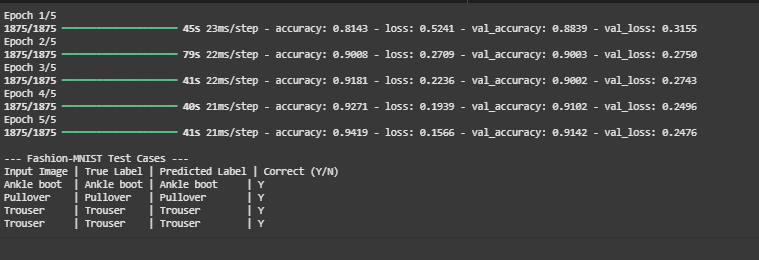 Epoch 1/5
1875/1875 ━━━━━━━━━━━━━━━━━━━━ 45s 23ms/step - accuracy: 0.8143 - loss: 0.5241 - val_accuracy: 0.8839 - val_loss: 0.3155
Epoch 2/5
1875/1875 ━━━━━━━━━━━━━━━━━━━━ 79s 22ms/step - accuracy: 0.9008 - loss: 0.2709 - val_accuracy: 0.9003 - val_loss: 0.2750
Epoch 3/5
1875/1875 ━━━━━━━━━━━━━━━━━━━━ 41s 22ms/step - accuracy: 0.9181 - loss: 0.2236 - val_accuracy: 0.9002 - val_loss: 0.2743
Epoch 4/5
1875/1875 ━━━━━━━━━━━━━━━━━━━━ 40s 21ms/step - accuracy: 0.9271 - loss: 0.1939 - val_accuracy: 0.9102 - val_loss: 0.2496
Epoch 5/5
1875/1875 ━━━━━━━━━━━━━━━━━━━━ 41s 21ms/step - accuracy: 0.9419 - loss: 0.1566 - val_accuracy: 0.9142 - val_loss: 0.2476
--- Fashion-MNIST Test Cases ---
Input Image | True Label | Predicted Label | Correct (Y/N)
Ankle boot | Ankle boot | Ankle boot | Y
Pullover | Pullover | Pullover | Y
Trouser | Trouser | Trouser | Y
Trouser | Trouser | Trouser | Y